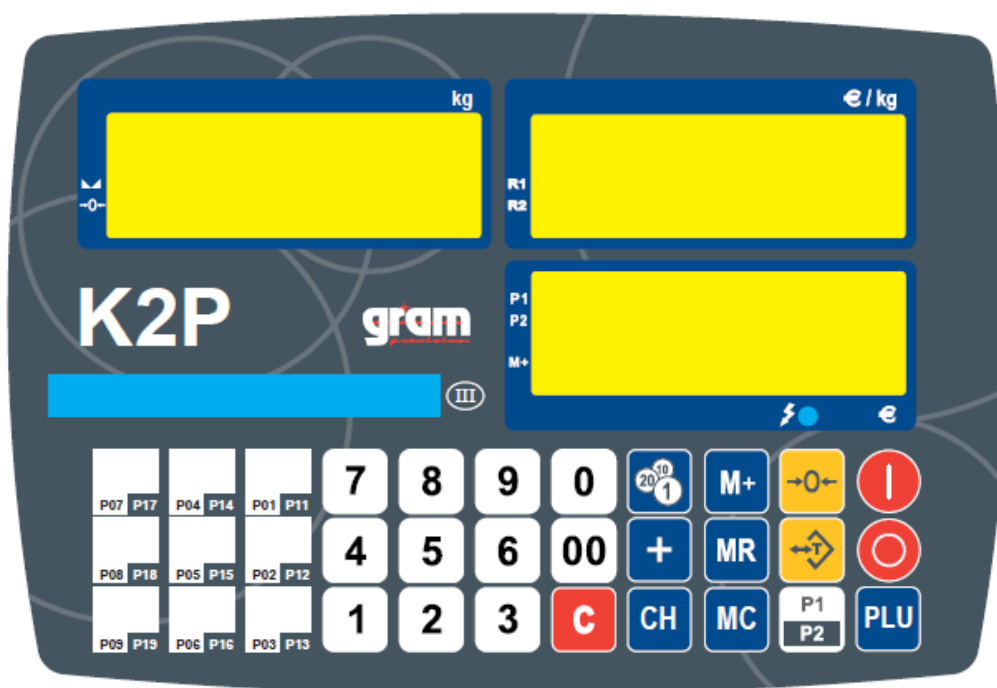 kg
-0-
€ / kg
R1
R2
K2P
gram
precision
III
P1
P2
M+
€
P07 P17 P04 P14 P01 P11 7 8 9 0 20 10 1 M+ →0←
P08 P18 P05 P15 P02 P12 4 5 6 00 + MR T
P09 P19 P06 P16 P03 P13 1 2 3 C CH MC P1 P2 PLU